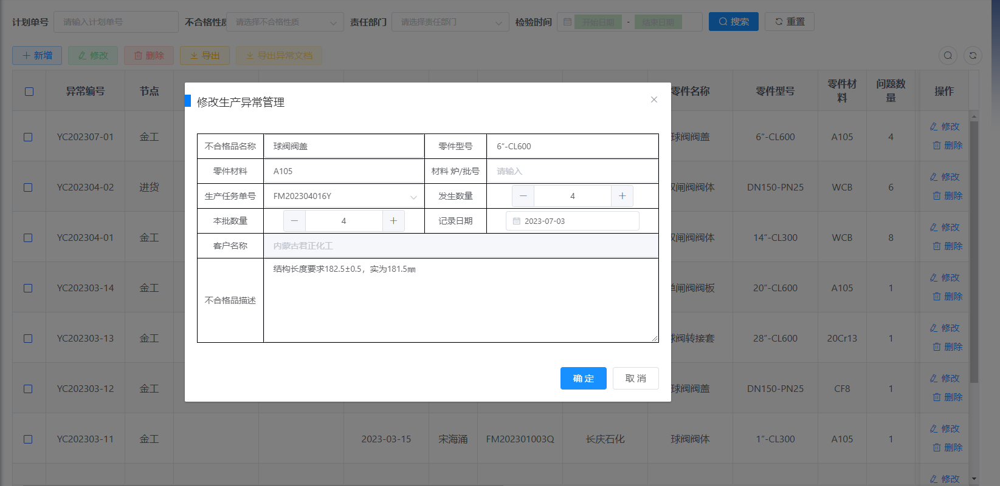 计划单号 请输入计划单号 不合格性质 请选择不合格性质 责任部门 请选择责任部门 检验时间 开始日期 - 结束日期 搜索 重置
新增 修改 删除 导出 导出异常文档
异常编号 节点 零件名称 零件型号 零件材料 问题数量 操作
YC202307-01 金工 球阀阀盖 6“-CL600 A105 4 修改
删除
YC202304-02 进货 双闸阀阀体 DN150-PN25 WCB 6 修改
删除
YC202304-01 金工 双闸阀阀体 14“-CL300 WCB 8 修改
删除
YC202303-14 金工 单闸阀阀板 20“-CL600 A105 1 修改
删除
YC202303-13 金工 球阀转接套 28“-CL600 20Cr13 1 修改
删除
YC202303-12 金工 球阀阀盖 DN150-PN25 CF8 1 修改
删除
YC202303-11 金工 2023-03-15 宋海涌 FM202301003Q 长庆石化 球阀阀体 1“-CL300 A105 1 修改
删除
修改
修改生产异常管理
不合格品名称 球阀阀盖 零件型号 6“-CL600
零件材料 A105 材料 炉/批号 请输入
生产任务单号 FM202304016Y 发生数量 4
本批数量 4 记录日期 2023-07-03
客户名称 内蒙古君正化工
不合格品描述 结构长度要求182.5±0.5，实为181.5㎜
确 定 取 消